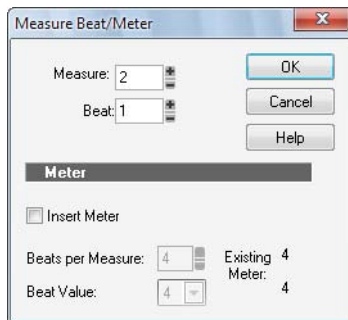 Measure Beat/Meter
Measure: 2
OK
Beat: 1
Cancel
Help
Meter
Insert Meter
Beats per Measure: 4
Existing Meter: 4
Beat Value: 4
4